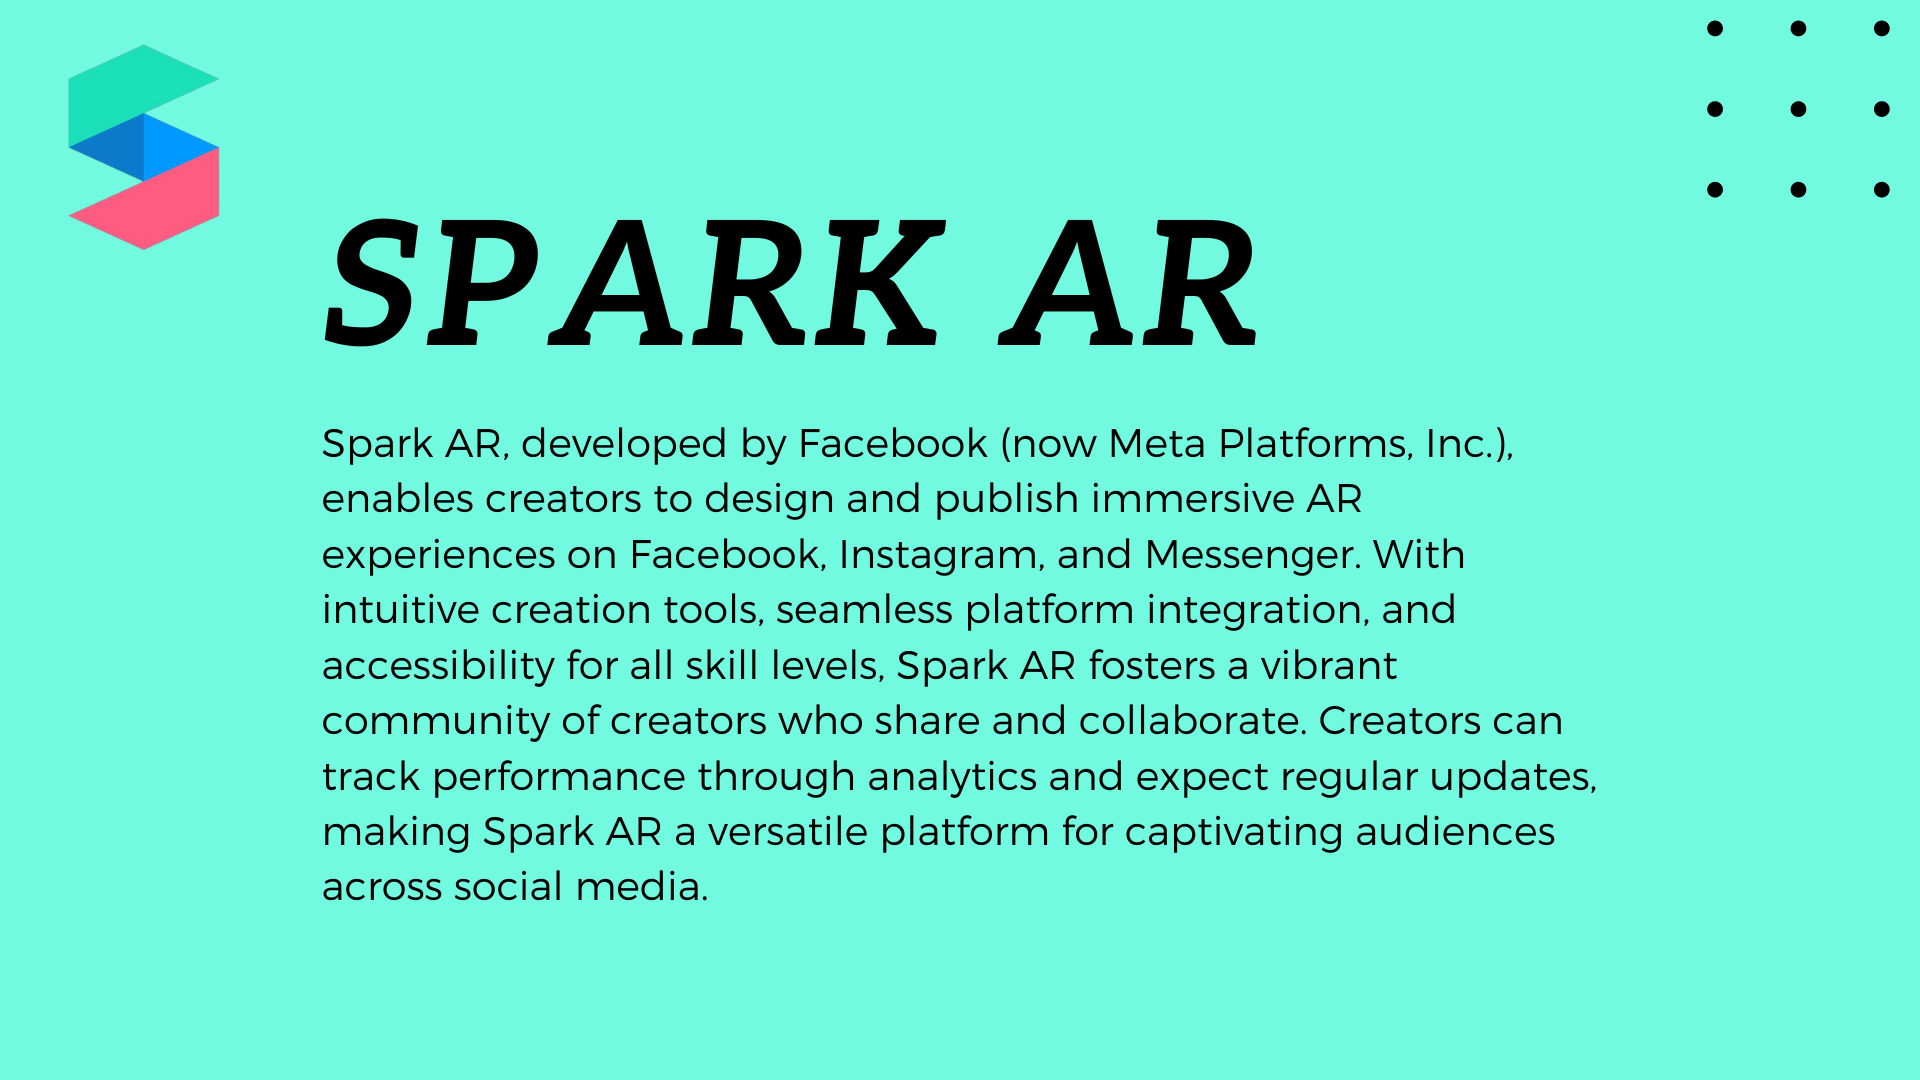 SPARK AR
Spark AR, developed by Facebook (now Meta Platforms, Inc.),
enables creators to design and publish immersive AR
experiences on Facebook, Instagram, and Messenger. With
intuitive creation tools, seamless platform integration, and
accessibility for all skill levels, Spark AR fosters a vibrant
community of creators who share and collaborate. Creators can
track performance through analytics and expect regular updates,
making Spark AR a versatile platform for captivating audiences
across social media.